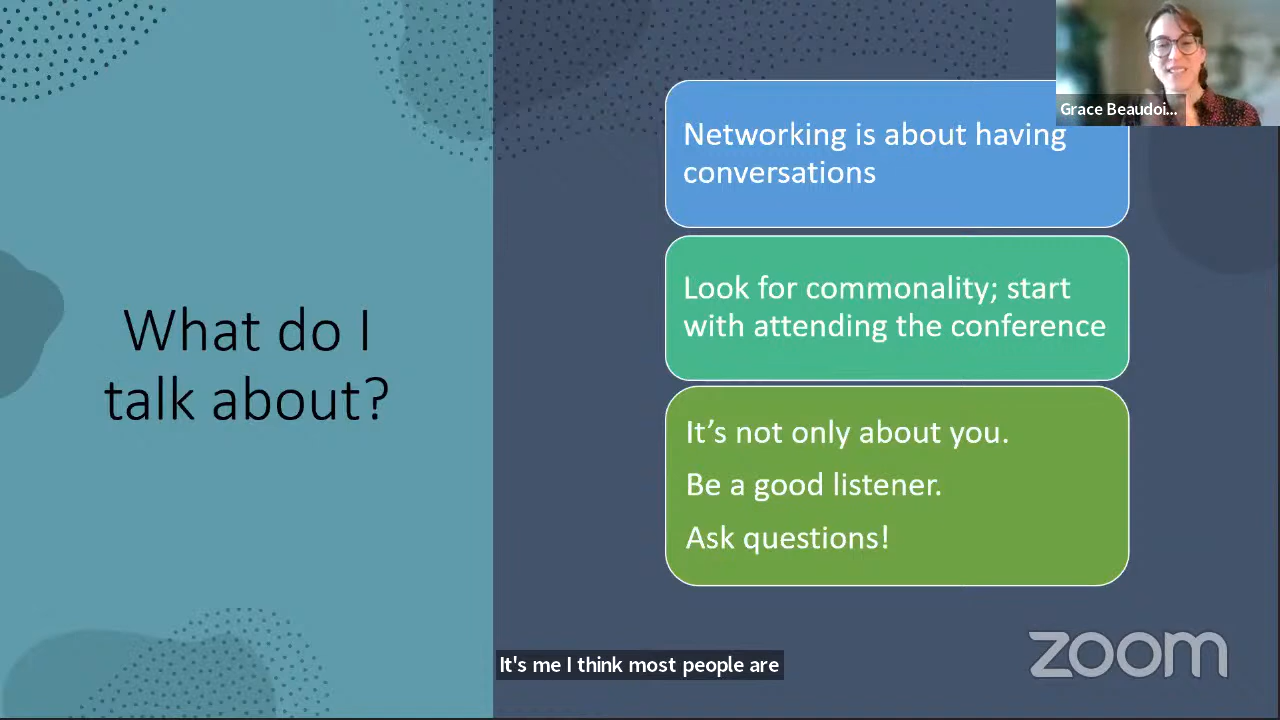 Grace Beaudoi...
What do I
talk about?
Networking is about having
conversations
Look for commonality; start
with attending the conference
It’s not only about you.
Be a good listener.
Ask questions!
It's me I think most people are
zoom